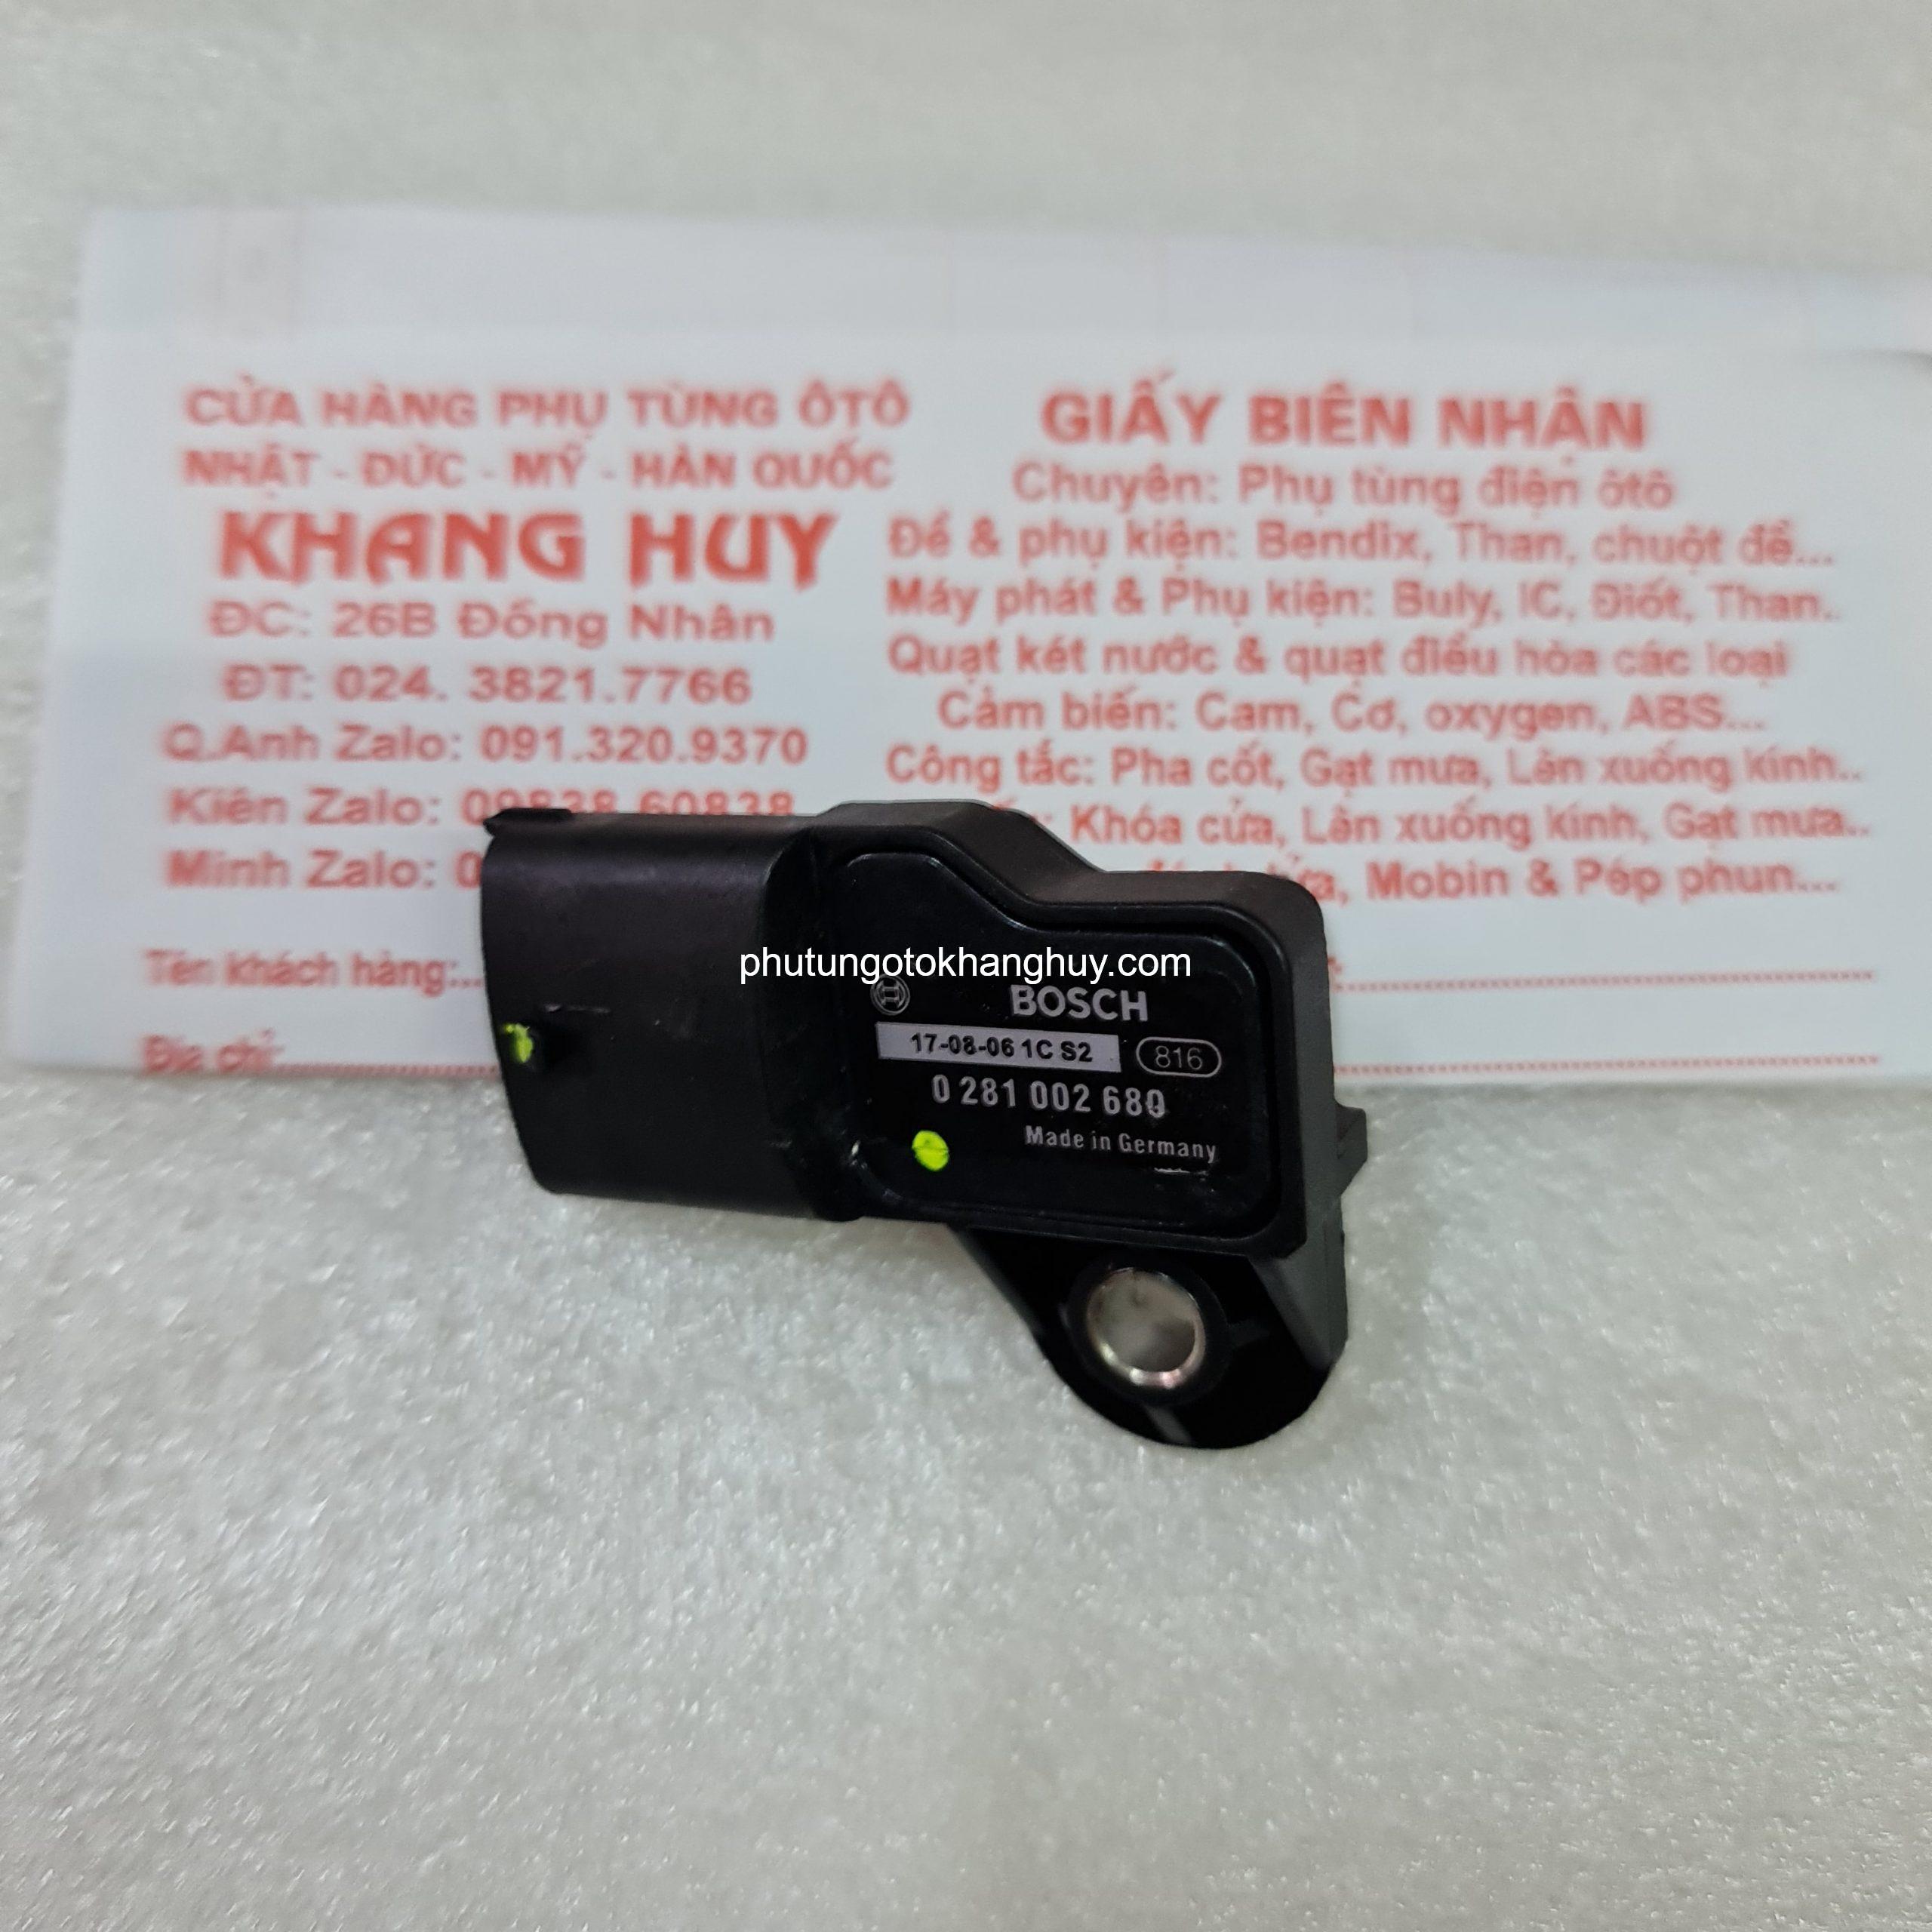 CỬA HÀNG PHỤ TÙNG ÔTÔ
NHẬT - ĐỨC - MỸ - HÀN QUỐC
KHANG HUY
ĐC: 26B Đồng Nhân
ĐT: 024. 3821.7766
Q.Anh Zalo: 091.320.9370
Kiên Zalo: 09838.60838
Minh Zalo: 0
Tên khách hàng:...
Địa chỉ:
GIẤY BIÊN NHẬN
Chuyên: Phụ tùng điện ôtô
Đề & phụ kiện: Bendix, Than, chuột đề...
Máy phát & Phụ kiện: Buly, IC, Điốt, Than..
Quạt két nước & quạt điều hòa các loại
Cảm biến: Cam, Cơ, oxygen, ABS...
Công tắc: Pha cốt, Gạt mưa, Lên xuống kính..
Khóa cửa, Lên xuống kính, Gạt mưa..
Mobin & Pép phun...
phutungotokhanghuy.com
BOSCH
17-08-06 1C S2 816
0 281 002 680
Made in Germany